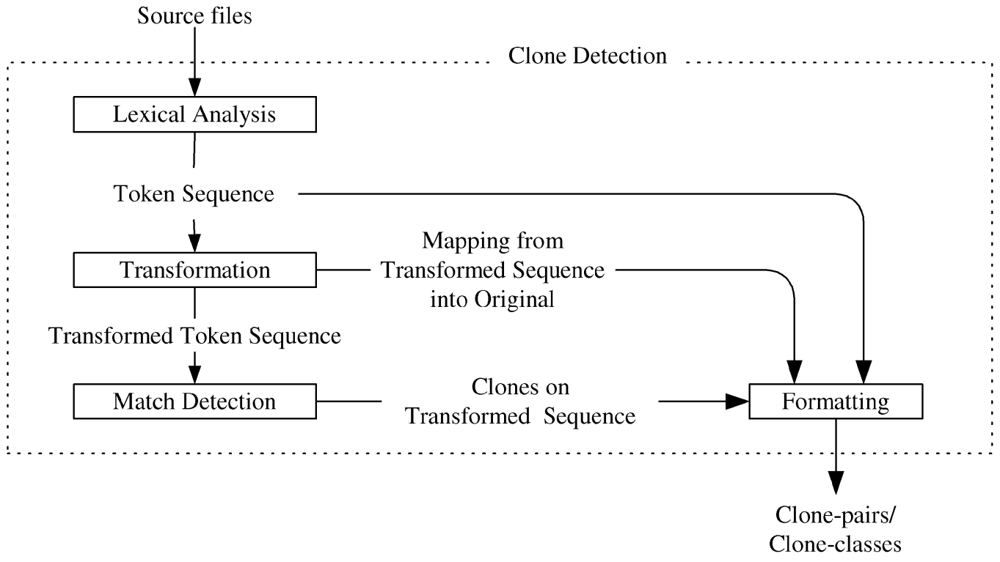 Source files
Clone Detection
Lexical Analysis
Token Sequence
Mapping from
Transformation
Transformed Sequence
into Original
Transformed Token Sequence
Match Detection
Clones on
Transformed Sequence
Formatting
Clone-pairs/
Clone-classes